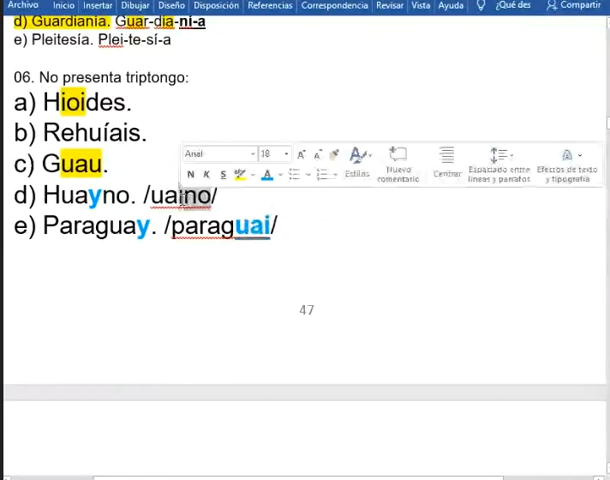 Archivo Inicio Insertar Dibujar Diseño Disposición Referencias Correspondencia Revisar Vista Ayuda ¿Qué des Compartir
d) Guardianía. Guar-dia-ní-a
e) Pleitesía. Plei-te-sí-a
06. No presenta triptongo:
a) Hioides.
b) Rehuíais.
c) Guau.
Arial 18 A A A Nuevo comentario Centrar Espaciado entre líneas y párrafos Efectos de texto y tipografía
N K S A Estilos
d) Huayno. /uaino/
e) Paraguay. /paraguai/
47